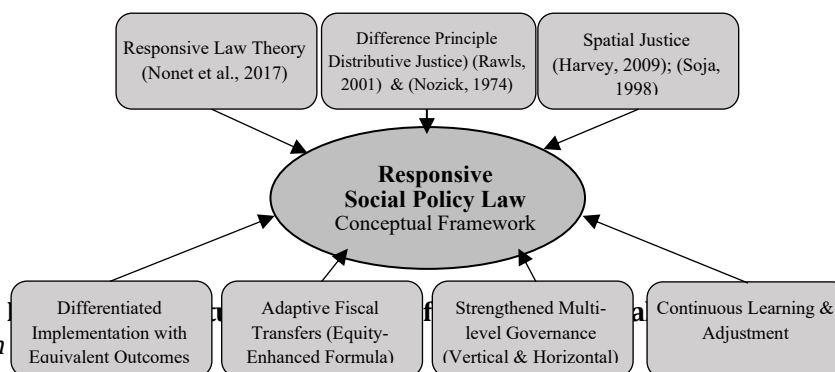 Responsive Law Theory
(Nonet et al., 2017)
Difference Principle
Distributive Justice) (Rawls,
2001) & (Nozick, 1974)
Spatial Justice
(Harvey, 2009); (Soja,
1998)
Responsive
Social Policy Law
Conceptual Framework
Differentiated
Implementation with
Equivalent Outcomes
Adaptive Fiscal
Transfers (Equity-
Enhanced Formula)
Strengthened Multi-
level Governance
(Vertical & Horizontal)
Continuous Learning &
Adjustment